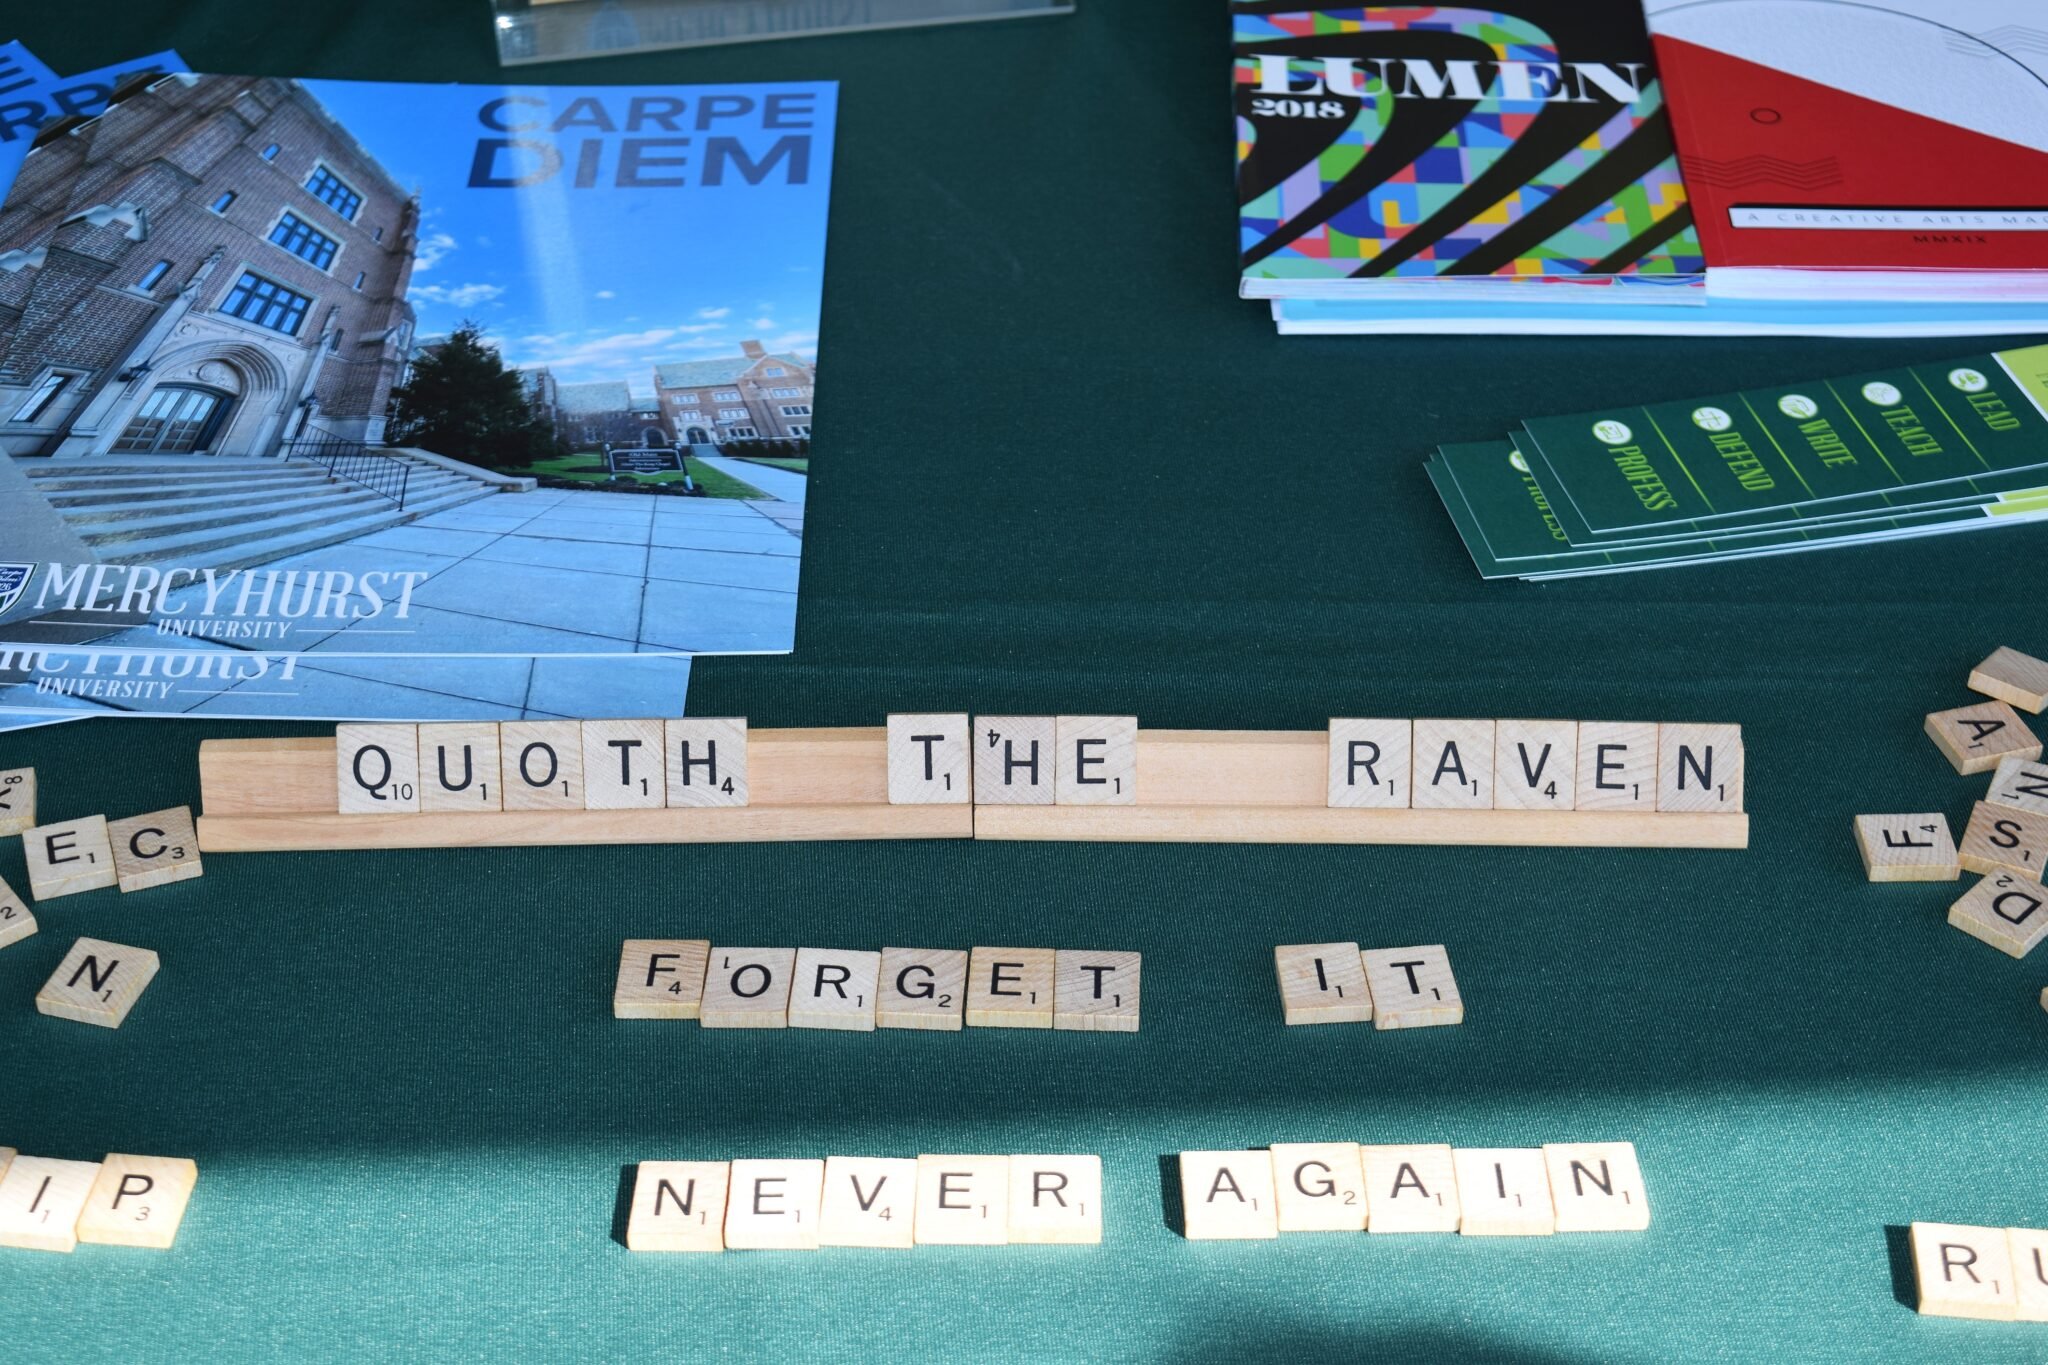 CARPE
DIEM
MERCYHURST
UNIVERSITY
UNIVERSITY
LUMEN
2018
A CREATIVE ARTS
MMXIX
PROFESS
DEFEND
WRITE
TEACH
LEAD
QUOTH THE RAVEN
E C
N
FORGET IT
A
N
S
F
D
I P
NEVER AGAIN
R